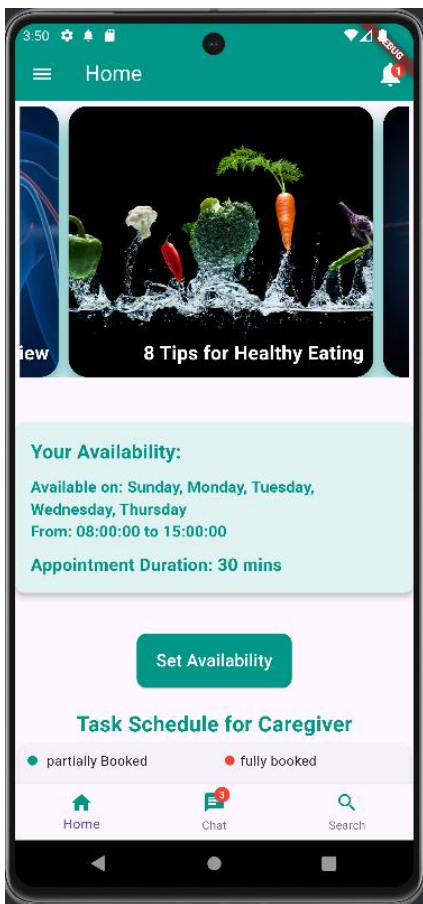 3:50
DEBUG
Home
1
iew
8 Tips for Healthy Eating
Your Availability:
Available on: Sunday, Monday, Tuesday,
Wednesday, Thursday
From: 08:00:00 to 15:00:00
Appointment Duration: 30 mins
Set Availability
Task Schedule for Caregiver
partially Booked
fully booked
3
Home
Chat
Search